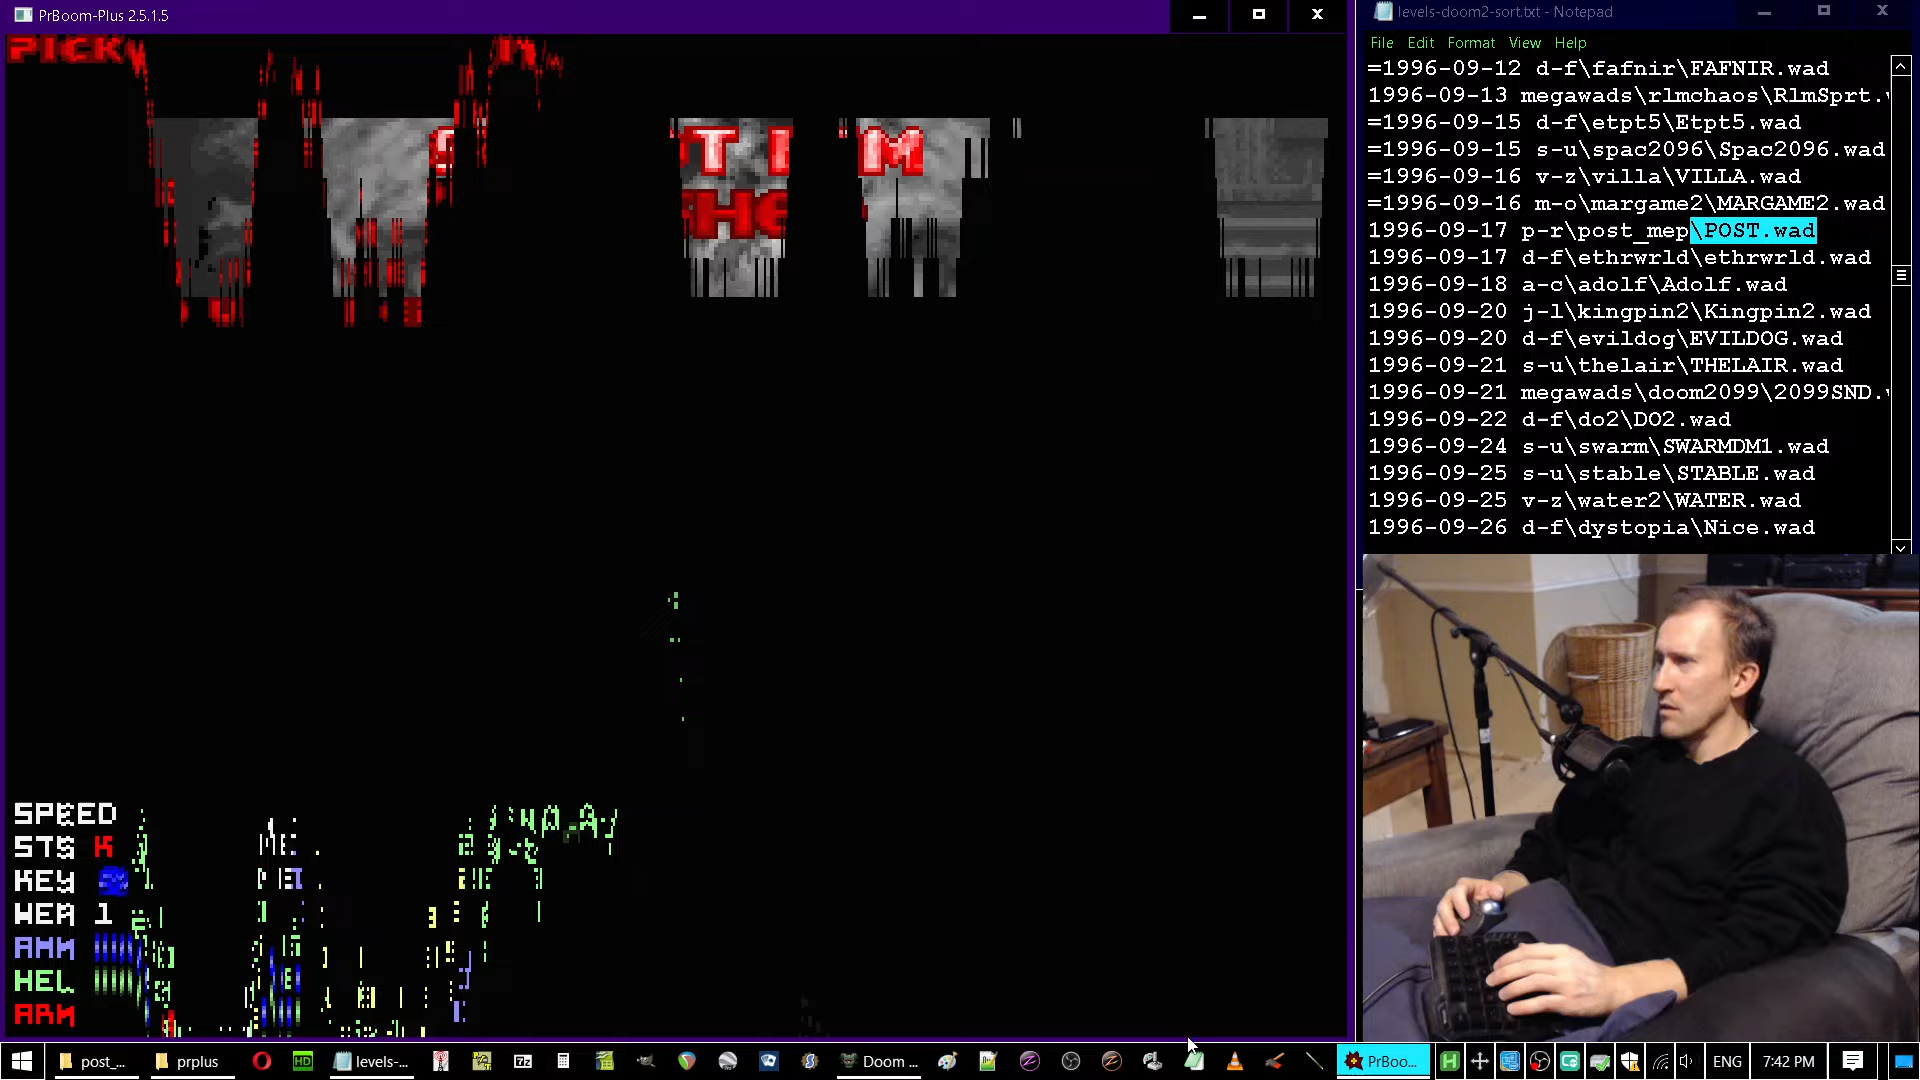 PrBoom-Plus 2.5.1.5
levels-doom2-sort.txt - Notepad
File Edit Format View Help
=1996-09-12 d-f\fafnir\FAFNIR.wad
1996-09-13 megawads\rlmchaos\RlmSprt.
1996-09-15 d-f\etpt5\Etpt5.wad
=1996-09-15 s-u\spac2096\Spac2096.wad
=1996-09-16 v-z\villa\VILLA.wad
=1996-09-16 m-o\margame2\MARGAME2.wad
1996-09-17 p-r\post_mep\POST.wad
1996-09-17 d-f\ethrwrld\ethrwrld.wad
1996-09-18 a-c\adolf\Adolf.wad
1996-09-20 j-l\kingpin2\Kingpin2.wad
1996-09-20 d-f\evildog\EVILDOG.wad
1996-09-21 s-u\thelair\THELAIR.wad
1996-09-21 megawads\doom2099\2099SND.
1996-09-22 d-f\do2\DO2.wad
1996-09-24 s-u\swarm\SWARMDM1.wad
1996-09-25 s-u\stable\STABLE.wad
1996-09-25 v-z\water2\WATER.wad
1996-09-26 d-f\dystopia\Nice.wad
PICK
T I M
HE
SPEED
STS K
KEY
WEA 1
AMM
HEL
ARM
post_...
prplus
HD
levels-...
7z
Doom ...
PrBoo...
ENG
7:42 PM